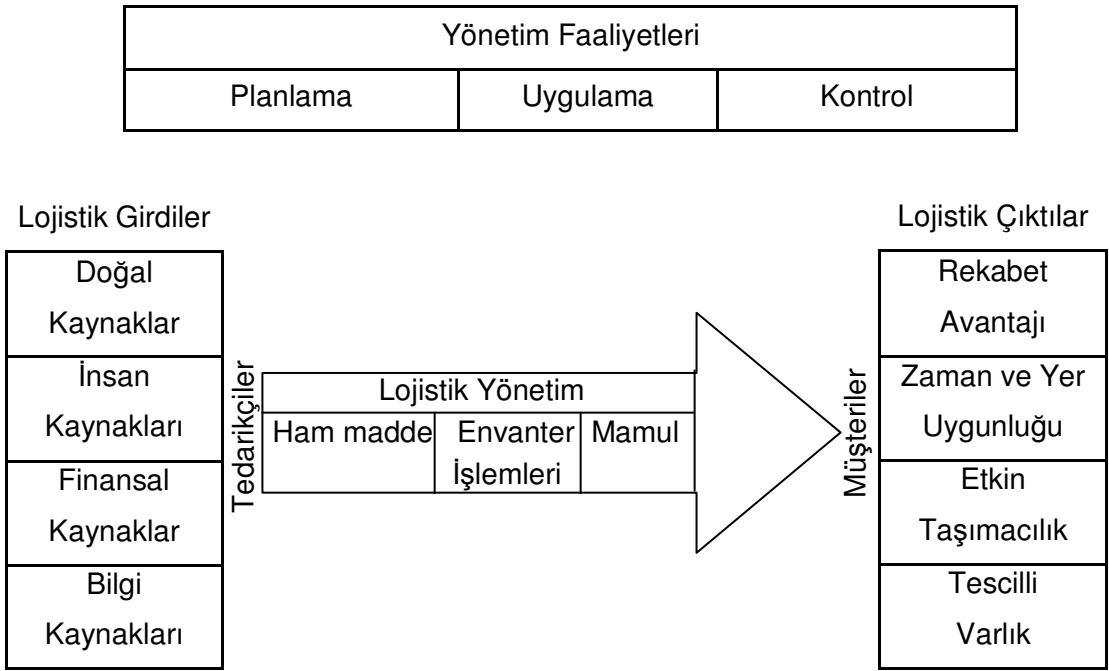 Yönetim Faaliyetleri
Planlama Uygulama Kontrol
Lojistik Girdiler
Doğal
Kaynaklar
İnsan
Kaynakları
Finansal
Kaynaklar
Bilgi
Kaynakları
Tedarikçiler
Lojistik Yönetim
Ham madde Envanter Mamul
İşlemleri
Müşteriler
Lojistik Çıktılar
Rekabet
Avantajı
Zaman ve Yer
Uygunluğu
Etkin
Taşımacılık
Tescilli
Varlık